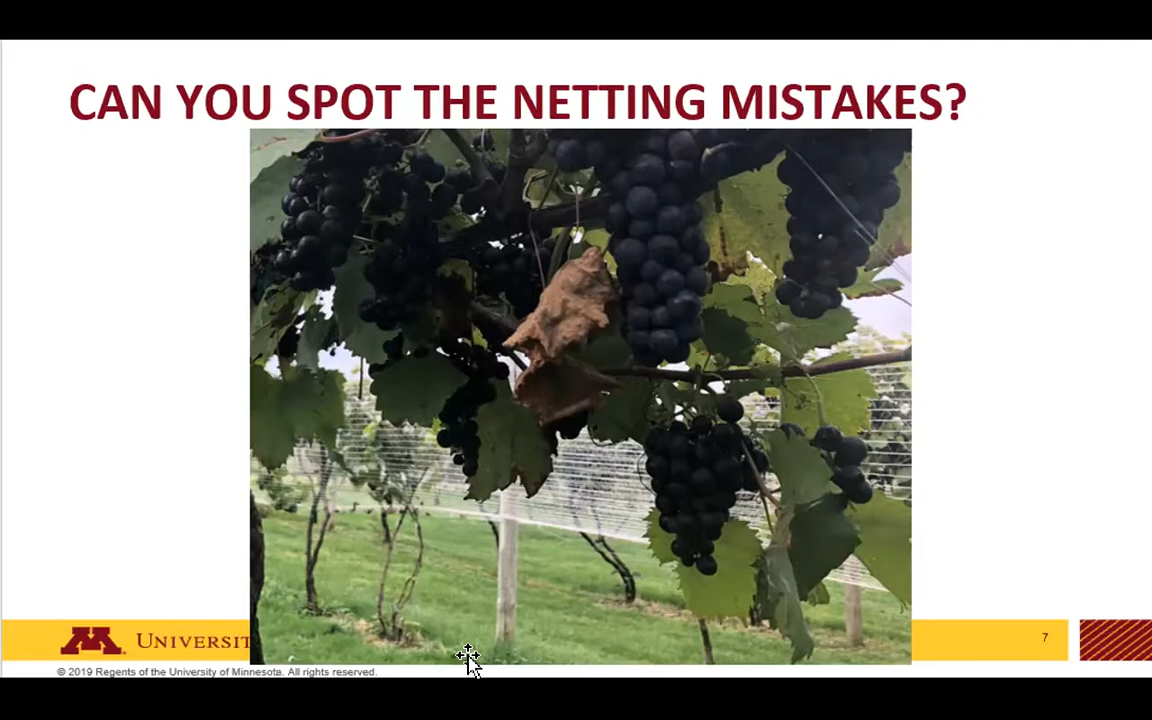 CAN YOU SPOT THE NETTING MISTAKES?
UNIVERSIT
7
© 2019 Regents of the University of Minnesota. All rights reserved.